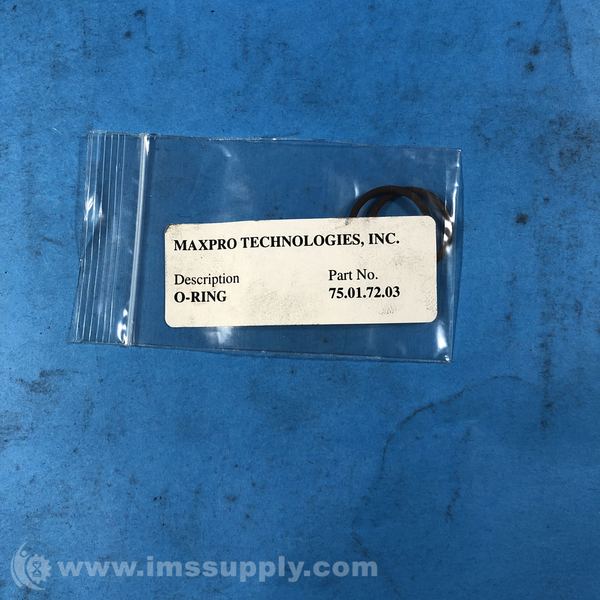 MAXPRO TECHNOLOGIES, INC.
Description Part No.
O-RING 75.01.72.03
www.imssupply.com